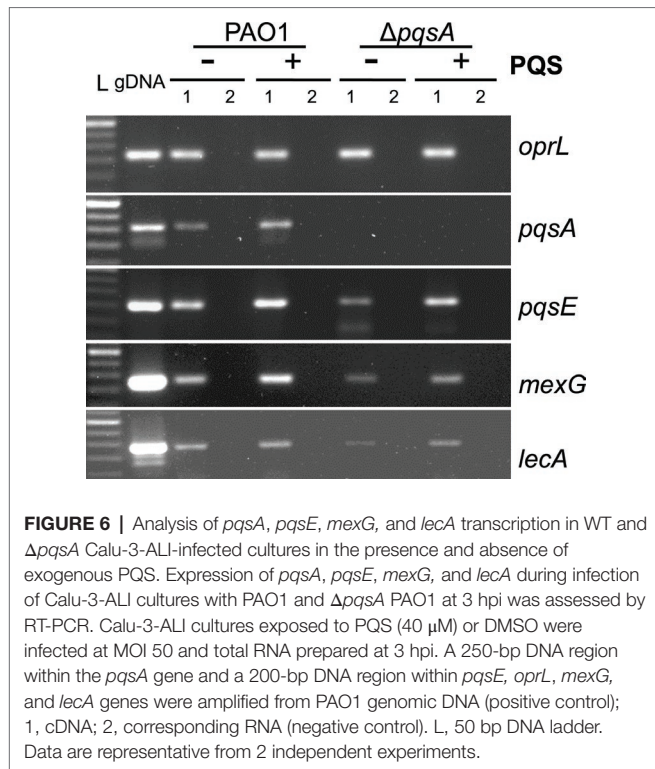 PAO1 ΔpqsA
- + - + PQS
L gDNA 1 2 1 2 1 2 1 2
oprL
pqsA
pqsE
mexG
lecA
FIGURE 6 | Analysis of pqsA, pqsE, mexG, and lecA transcription in WT and
ΔpqsA Calu-3-ALI-infected cultures in the presence and absence of
exogenous PQS. Expression of pqsA, pqsE, mexG, and lecA during infection
of Calu-3-ALI cultures with PAO1 and ΔpqsA PAO1 at 3 hpi was assessed by
RT-PCR. Calu-3-ALI cultures exposed to PQS (40 μM) or DMSO were
infected at MOI 50 and total RNA prepared at 3 hpi. A 250-bp DNA region
within the pqsA gene and a 200-bp DNA region within pqsE, oprL, mexG,
and lecA genes were amplified from PAO1 genomic DNA (positive control);
1, cDNA; 2, corresponding RNA (negative control). L, 50 bp DNA ladder.
Data are representative from 2 independent experiments.